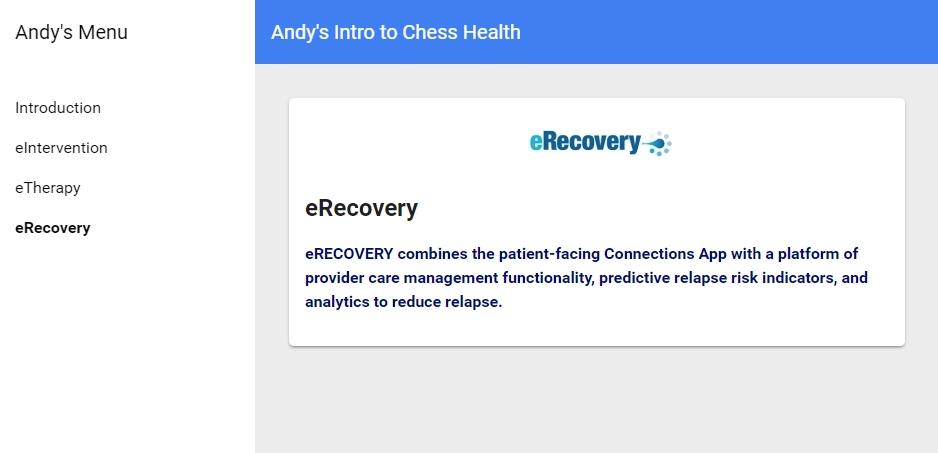 Andy's Menu
Andy's Intro to Chess Health
Introduction
eIntervention
eTherapy
eRecovery
eRecovery
eRecovery
eRECOVERY combines the patient-facing Connections App with a platform of
provider care management functionality, predictive relapse risk indicators, and
analytics to reduce relapse.